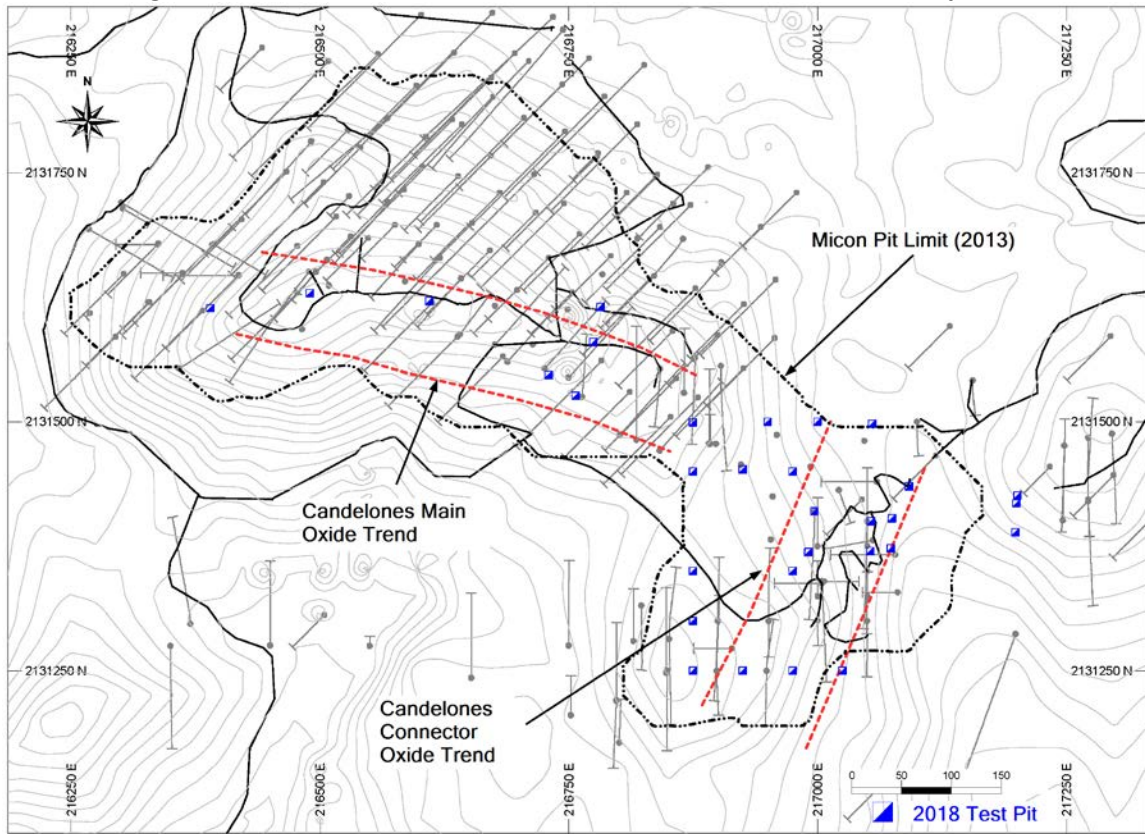 216250 E
216500 E
216750 E
217000 E
217250 E
N
2131750 N
2131750 N
Micon Pit Limit (2013)
2131500 N
2131500 N
Candelones Main
Oxide Trend
2131250 N
2131250 N
Candelones
Connector
Oxide Trend
216250 E
216500 E
216750 E
217000 E
217250 E
0 50 100 150
2018 Test Pit